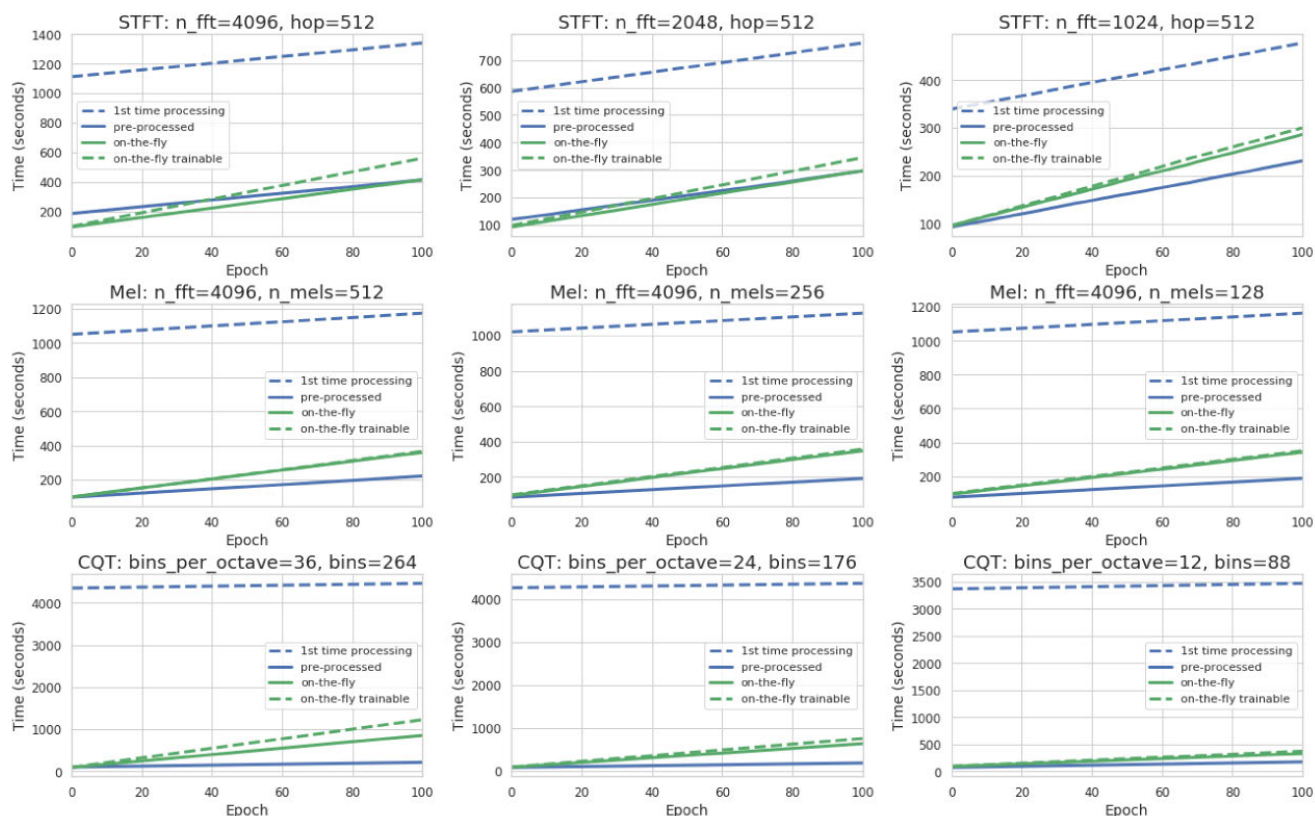 STFT: n_fft=4096, hop=512
1400
1200
1000
800
600
400
200
Time (seconds)
1st time processing
pre-processed
on-the-fly
on-the-fly trainable
0 20 40 60 80 100
Epoch
STFT: n_fft=2048, hop=512
700
600
500
400
300
200
100
Time (seconds)
1st time processing
pre-processed
on-the-fly
on-the-fly trainable
0 20 40 60 80 100
Epoch
STFT: n_fft=1024, hop=512
400
300
200
100
Time (seconds)
1st time processing
pre-processed
on-the-fly
on-the-fly trainable
0 20 40 60 80 100
Epoch
Mel: n_fft=4096, n_mels=512
1200
1000
800
600
400
200
Time (seconds)
1st time processing
pre-processed
on-the-fly
on-the-fly trainable
0 20 40 60 80 100
Epoch
Mel: n_fft=4096, n_mels=256
1000
800
600
400
200
Time (seconds)
1st time processing
pre-processed
on-the-fly
on-the-fly trainable
0 20 40 60 80 100
Epoch
Mel: n_fft=4096, n_mels=128
1200
1000
800
600
400
200
Time (seconds)
1st time processing
pre-processed
on-the-fly
on-the-fly trainable
0 20 40 60 80 100
Epoch
CQT: bins_per_octave=36, bins=264
4000
3000
2000
1000
0
Time (seconds)
1st time processing
pre-processed
on-the-fly
on-the-fly trainable
0 20 40 60 80 100
Epoch
CQT: bins_per_octave=24, bins=176
4000
3000
2000
1000
0
Time (seconds)
1st time processing
pre-processed
on-the-fly
on-the-fly trainable
0 20 40 60 80 100
Epoch
CQT: bins_per_octave=12, bins=88
3500
3000
2500
2000
1500
1000
500
0
Time (seconds)
1st time processing
pre-processed
on-the-fly
on-the-fly trainable
0 20 40 60 80 100
Epoch